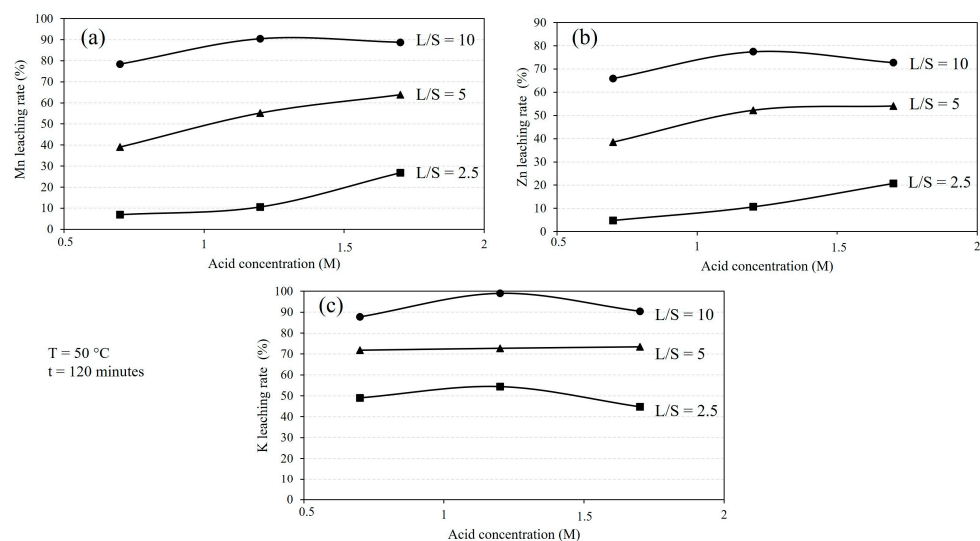 (a)
Mn leaching rate (%)
100
90
80
70
60
50
40
30
20
10
0
0.5
1
1.5
2
Acid concentration (M)
L/S = 10
L/S = 5
L/S = 2.5
(b)
Zn leaching rate (%)
90
80
70
60
50
40
30
20
10
0
0.5
1
1.5
2
Acid concentration (M)
L/S = 10
L/S = 5
L/S = 2.5
T = 50 °C
t = 120 minutes
(c)
K leaching rate (%)
100
90
80
70
60
50
40
30
20
10
0
0.5
1
1.5
2
Acid concentration (M)
L/S = 10
L/S = 5
L/S = 2.5